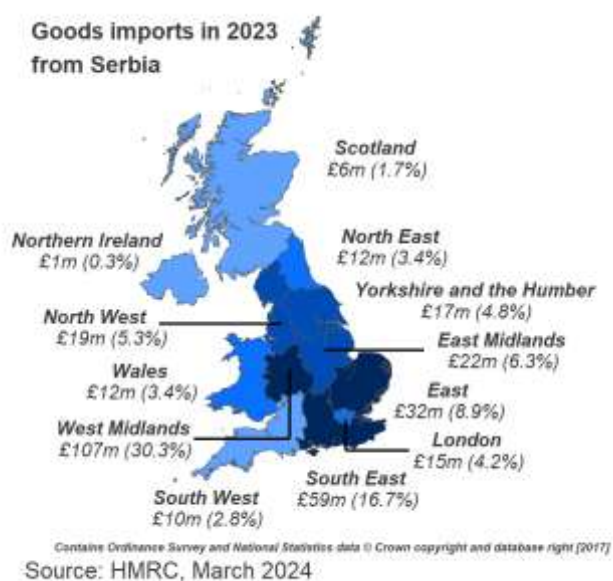 Goods imports in 2023
from Serbia
Scotland
£6m (1.7%)
Northern Ireland
£1m (0.3%)
North East
£12m (3.4%)
Yorkshire and the Humber
£17m (4.8%)
North West
£19m (5.3%)
East Midlands
£22m (6.3%)
Wales
£12m (3.4%)
East
£32m (8.9%)
West Midlands
£107m (30.3%)
London
£15m (4.2%)
South East
£59m (16.7%)
South West
£10m (2.8%)
Contains Ordinance Survey and National Statistics data © Crown copyright and database right [2017]
Source: HMRC, March 2024